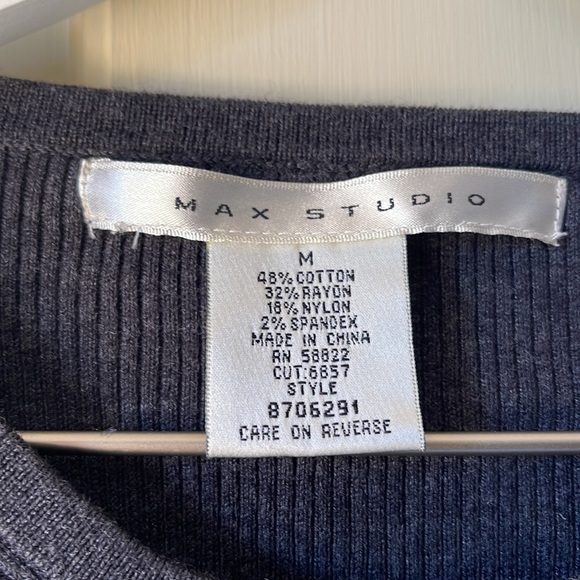 MAX STUDIO
M
48% COTTON
32% RAYON
18% NYLON
2% SPANDEX
MADE IN CHINA
RN 58822
CUT:6857
STYLE
8706291
CARE ON REVERSE